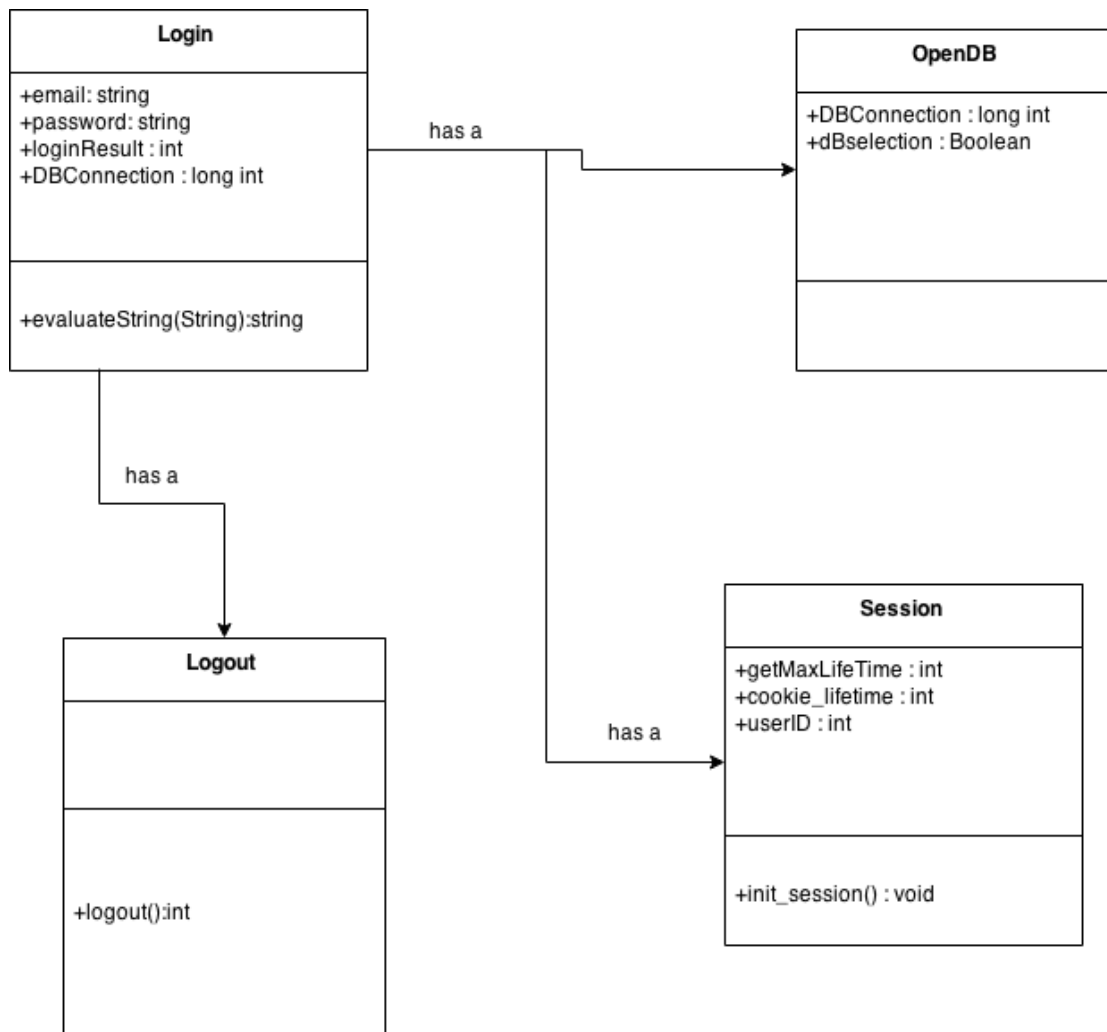 Login
+email: string
+password: string
+loginResult : int
+DBConnection : long int
+evaluateString(String):string
has a
OpenDB
+DBConnection : long int
+dBselection : Boolean
has a
Logout
+logout():int
has a
Session
+getMaxLifeTime : int
+cookie_lifetime : int
+userID : int
+init_session() : void